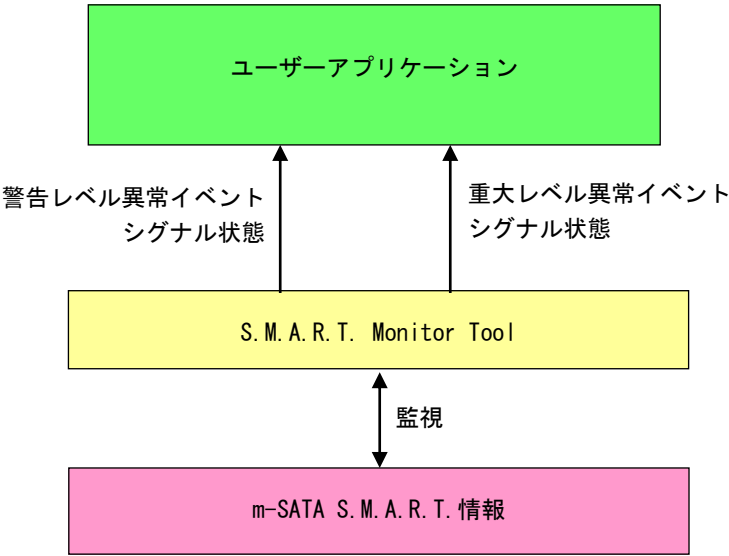 ユーザーアプリケーション
警告レベル異常イベント
シグナル状態
重大レベル異常イベント
シグナル状態
S.M.A.R.T. Monitor Tool
監視
m-SATA S.M.A.R.T.情報